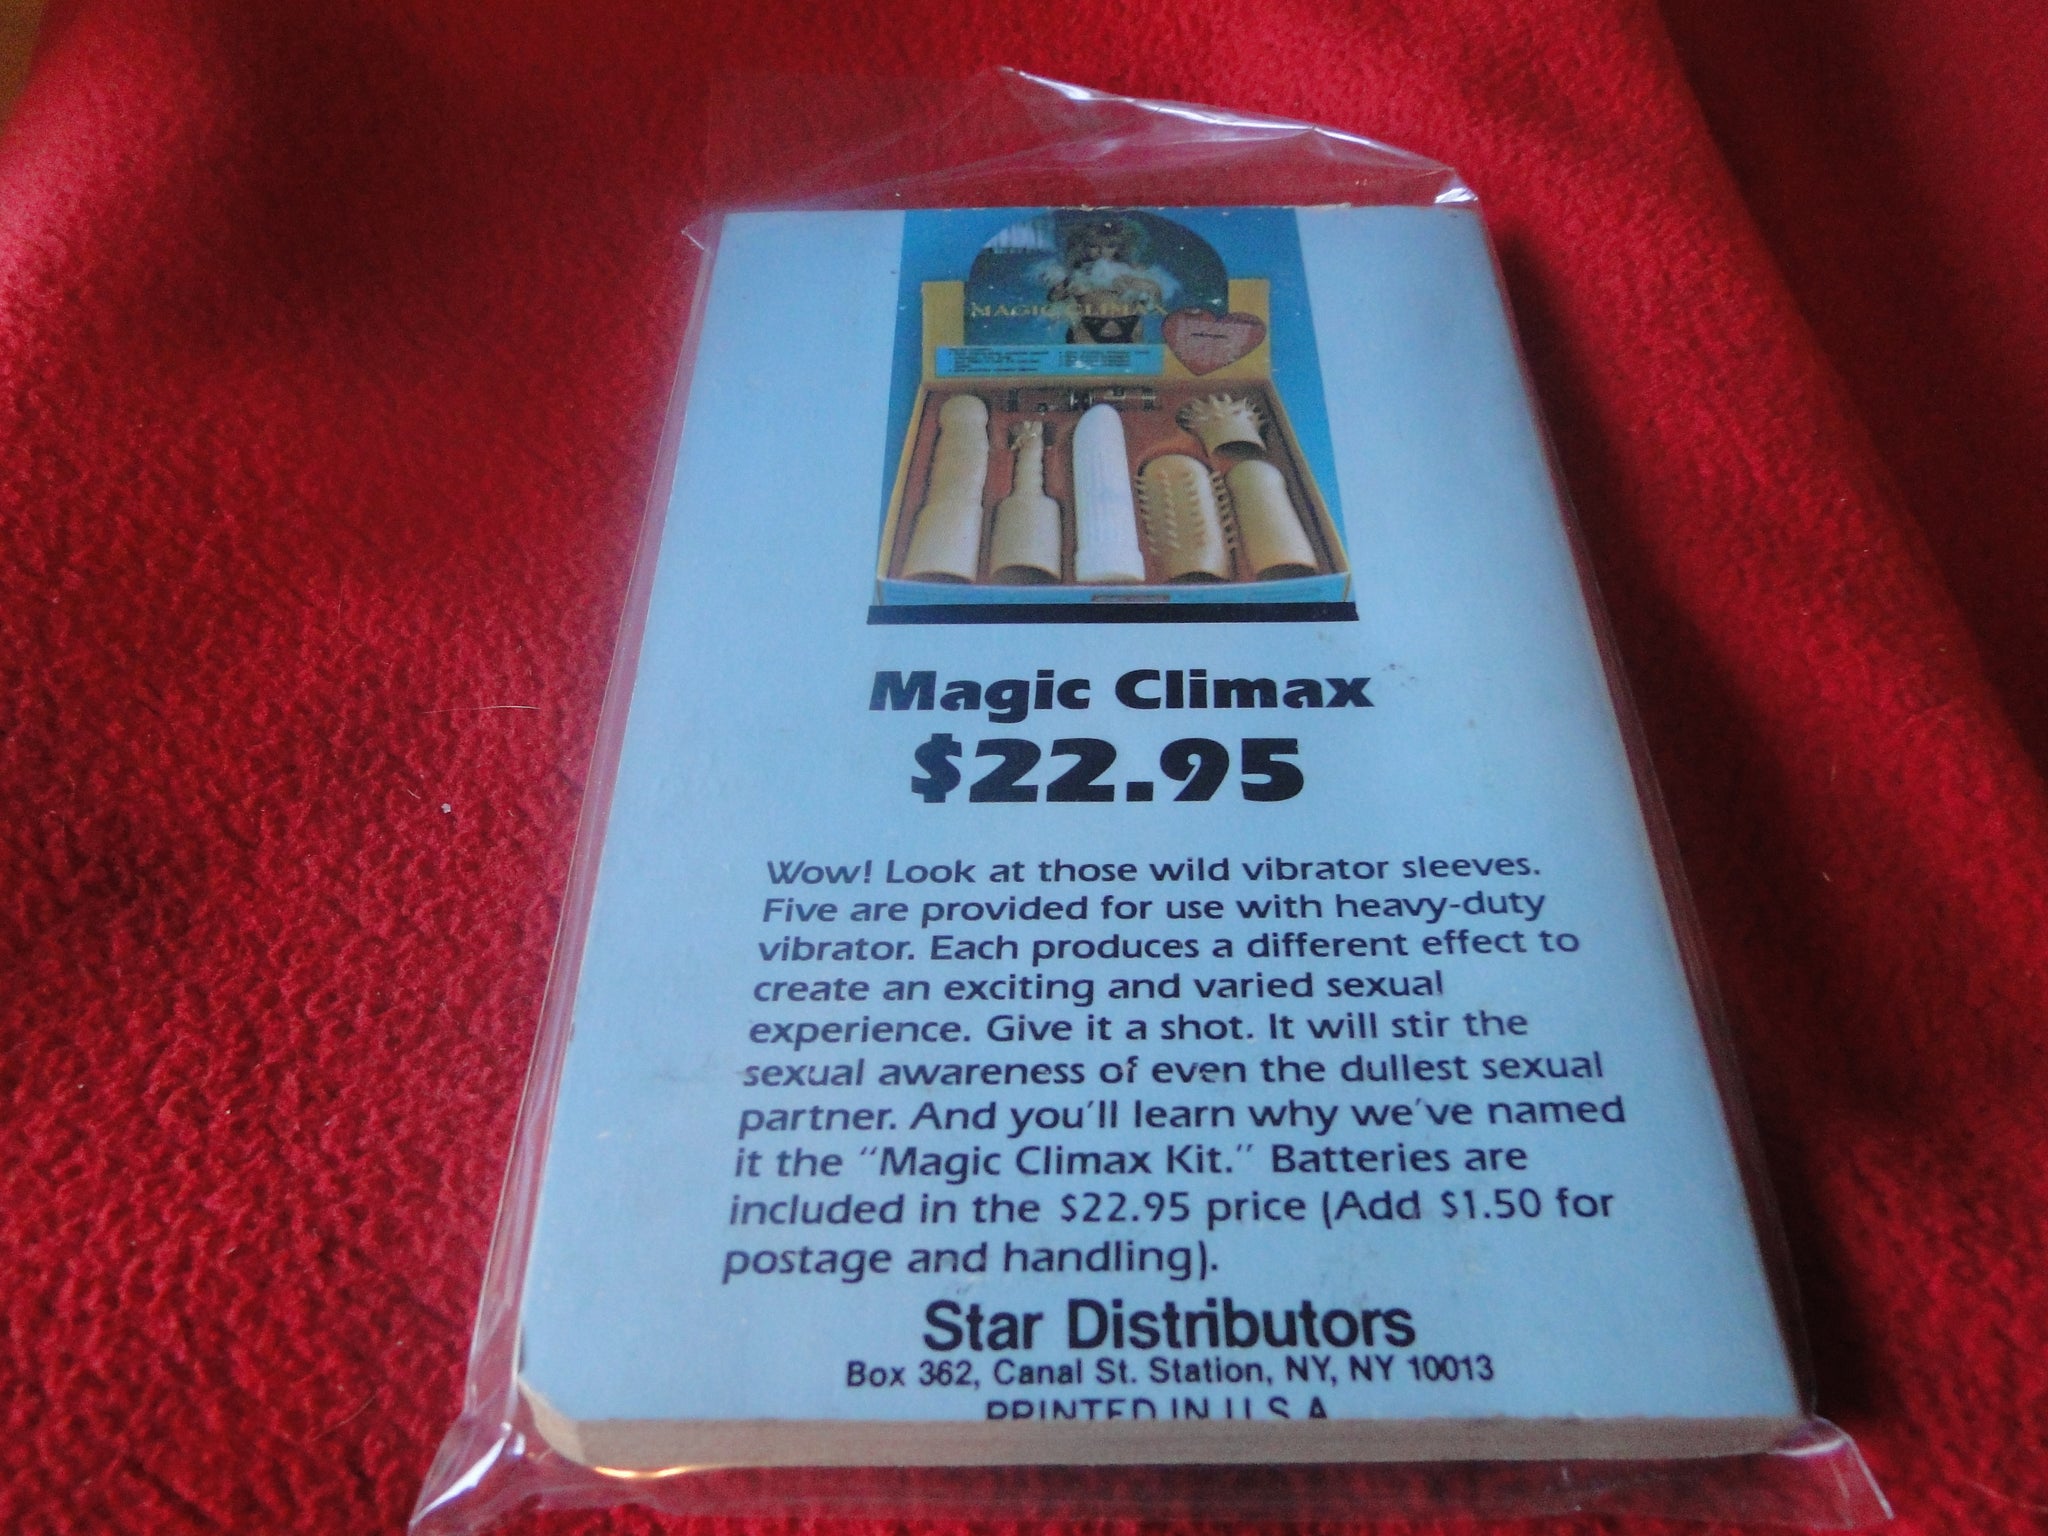 MAGIC CLIMAX
Magic Climax
$22.95
Wow! Look at those wild vibrator sleeves.
Five are provided for use with heavy-duty
vibrator. Each produces a different effect to
create an exciting and varied sexual
experience. Give it a shot. It will stir the
sexual awareness of even the dullest sexual
partner. And you'll learn why we've named
it the "Magic Climax Kit." Batteries are
included in the $22.95 price (Add $1.50 for
postage and handling).
Star Distributors
Box 362, Canal St. Station, NY, NY 10013
PRINTED IN U.S.A